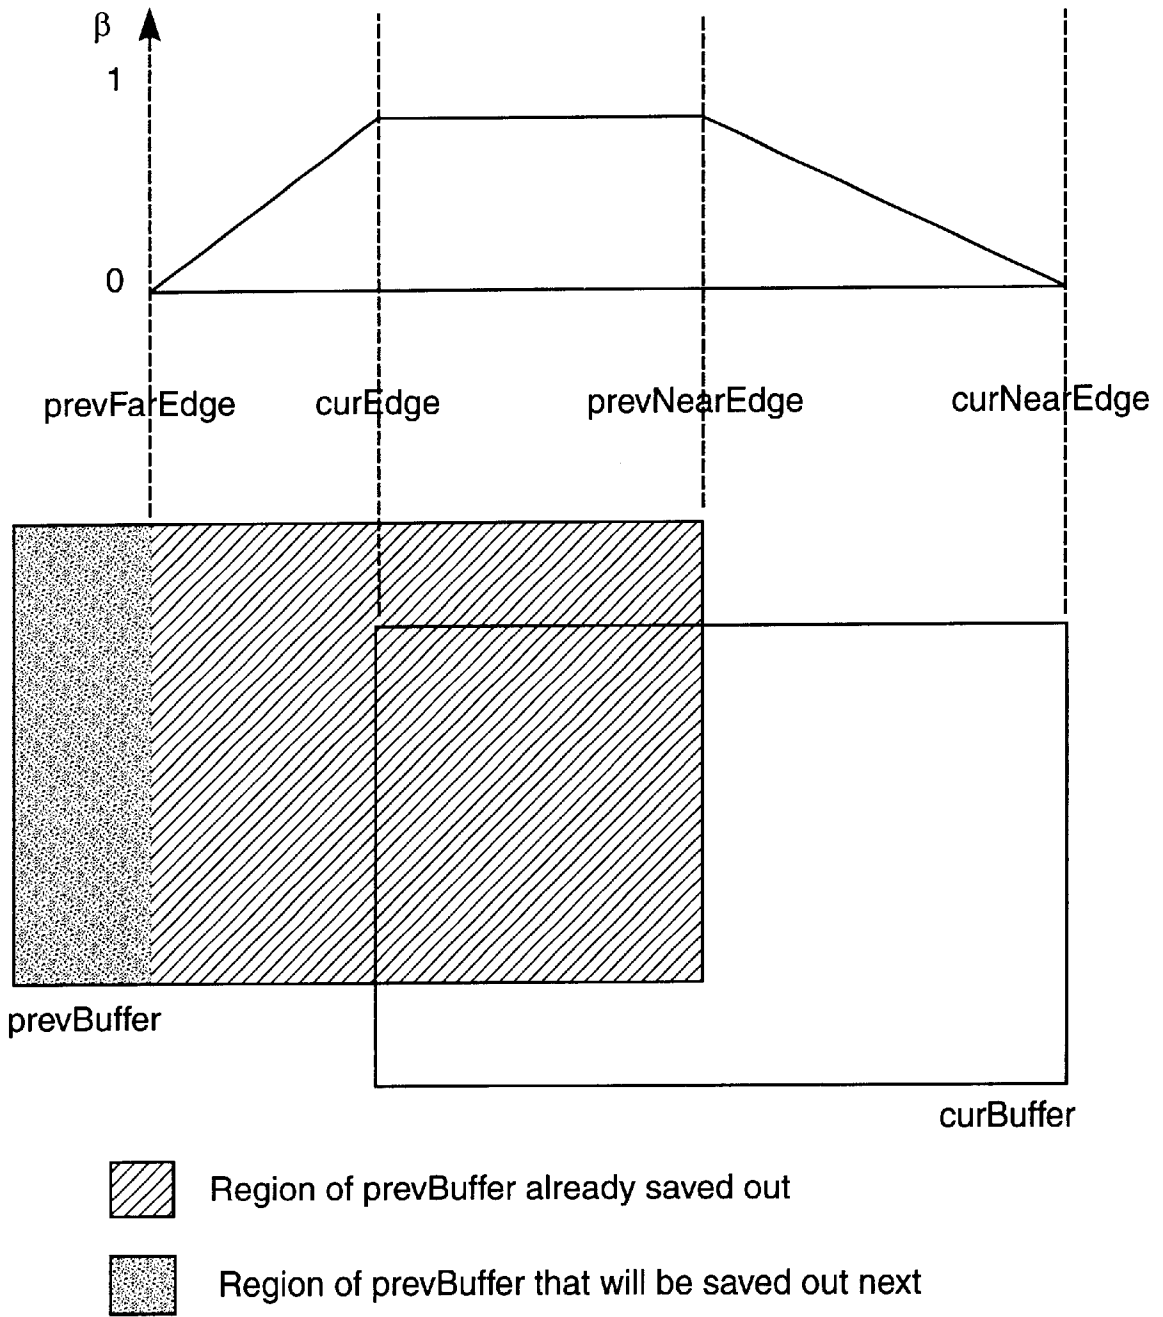 β
1
0
prevFarEdge curEdge prevNearEdge curNearEdge
prevBuffer
curBuffer
Region of prevBuffer already saved out
Region of prevBuffer that will be saved out next